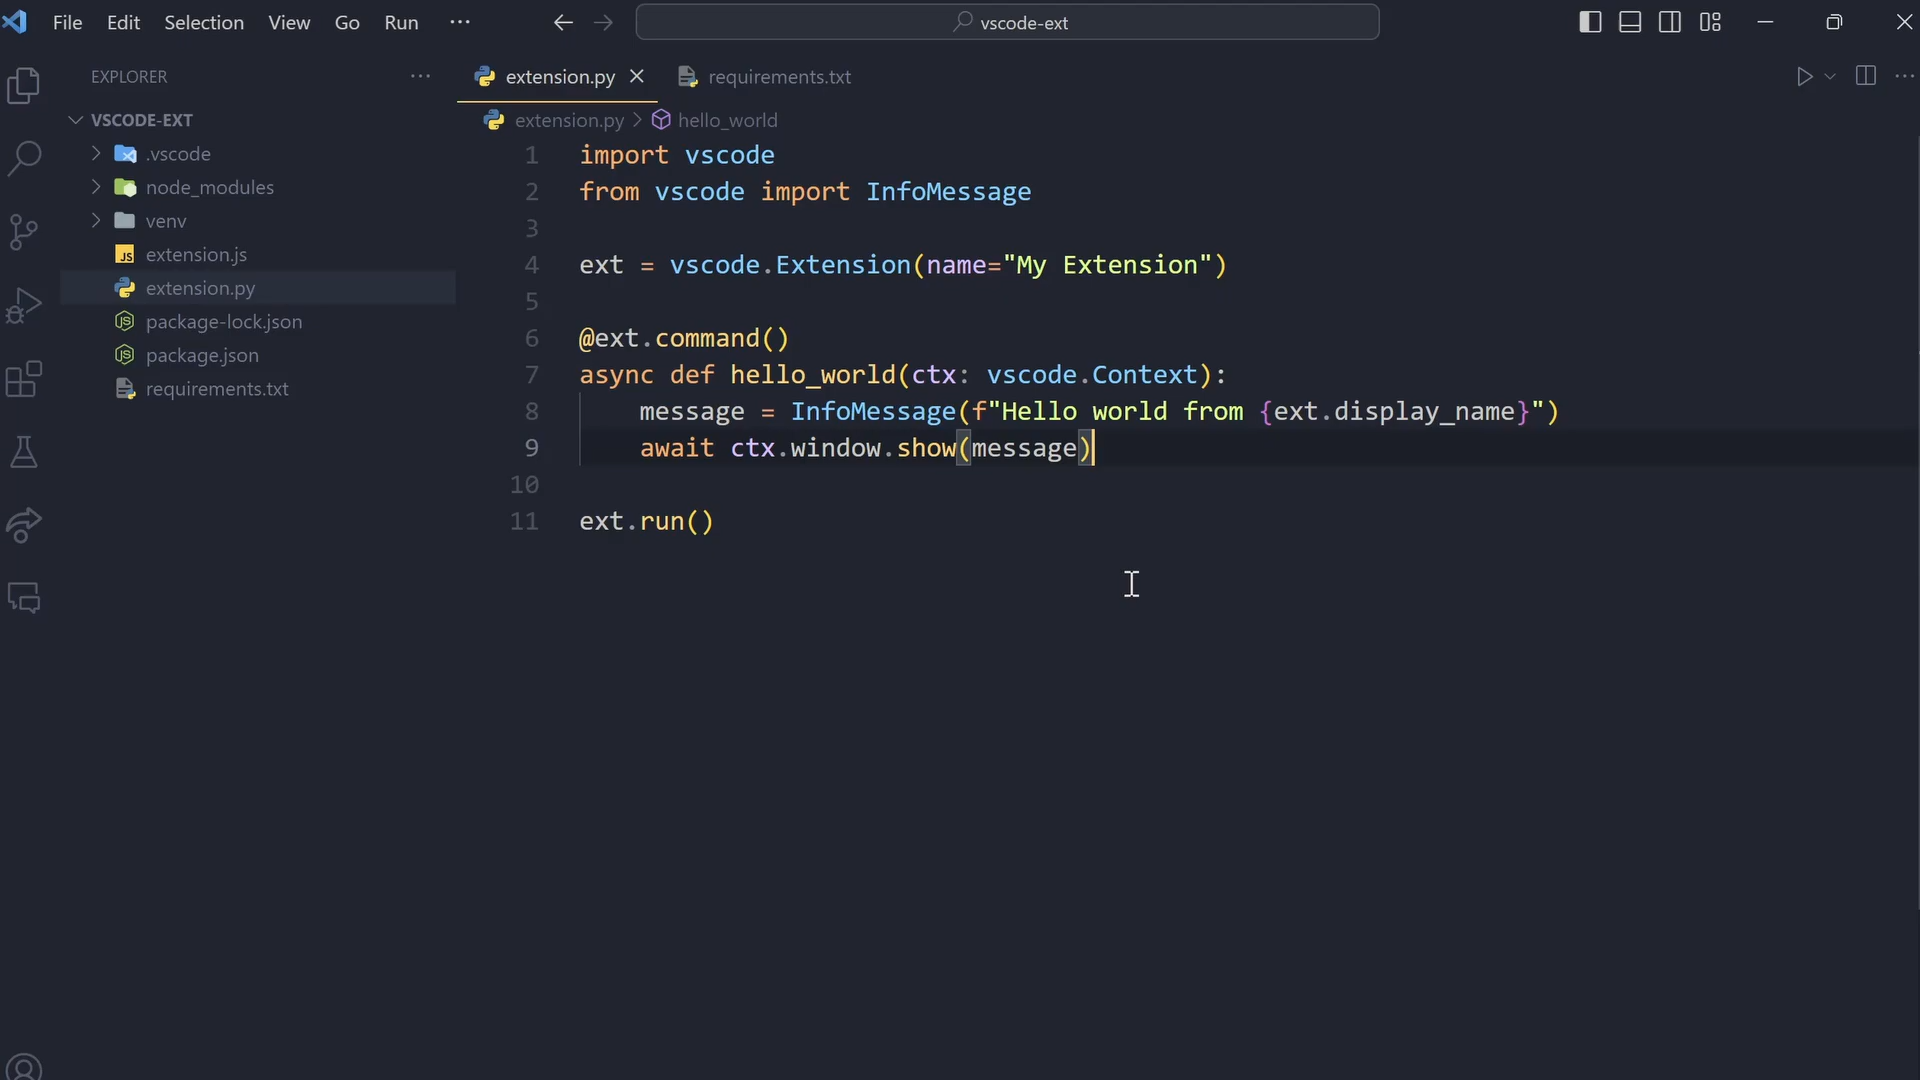 File Edit Selection View Go Run ···
vscode-ext
EXPLORER ···
VSCODE-EXT
.vscode
node_modules
venv
JS extension.js
extension.py
JS package-lock.json
JS package.json
requirements.txt
extension.py
requirements.txt
extension.py > hello_world
1 import vscode
2 from vscode import InfoMessage
3
4 ext = vscode.Extension(name="My Extension")
5
6 @ext.command()
7 async def hello_world(ctx: vscode.Context):
8     message = InfoMessage(f"Hello world from {ext.display_name}")
9     await ctx.window.show(message)
10
11 ext.run()